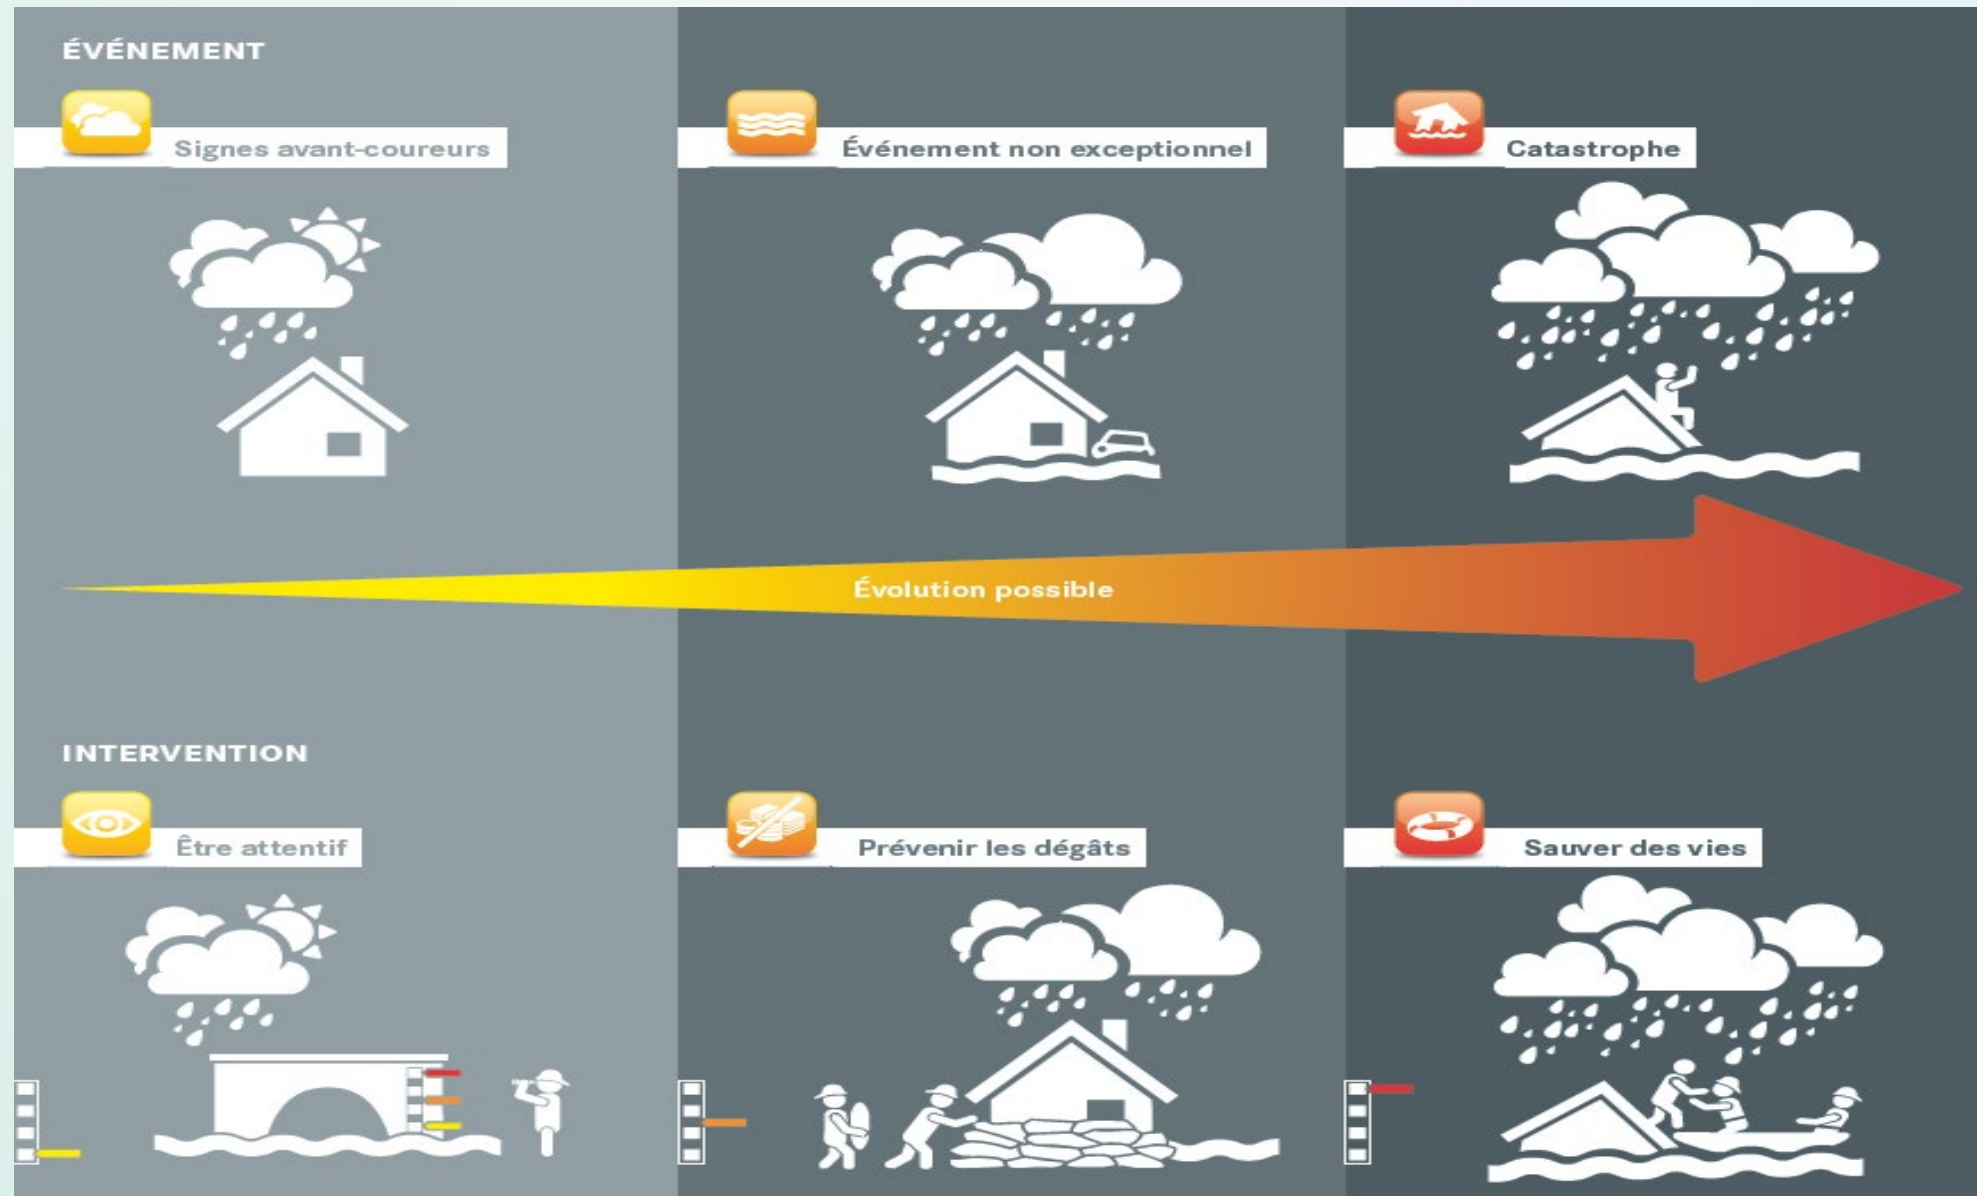 ÉVÉNEMENT
Signes avant-coureurs
Événement non exceptionnel
Catastrophe
Évolution possible
INTERVENTION
Être attentif
Prévenir les dégâts
Sauver des vies